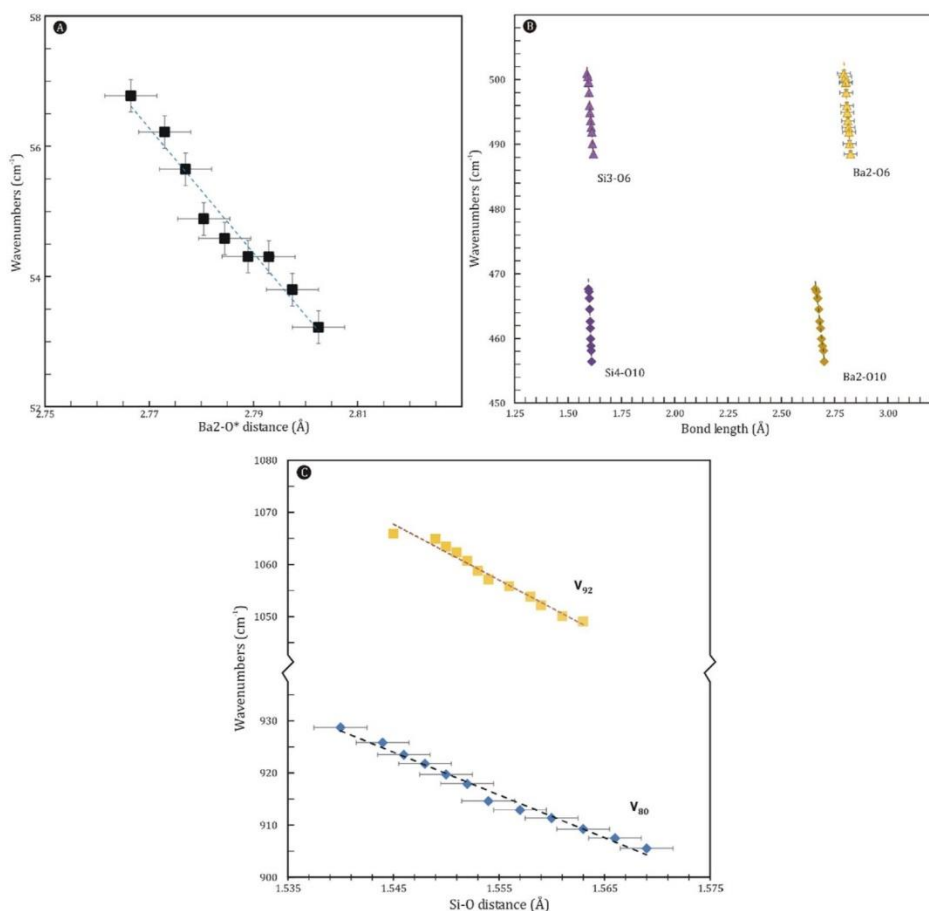 A
58
56
54
52
Wavenumbers (cm-1)
2.75
2.77
2.79
2.81
Ba2-O* distance (Å)
B
500
490
480
470
460
450
Wavenumbers (cm-1)
Si3-O6
Ba2-O6
Si4-O10
Ba2-O10
1.25
1.50
1.75
2.00
2.25
2.50
2.75
3.00
Bond length (Å)
C
1080
1070
1060
1050
930
920
910
900
Wavenumbers (cm-1)
V92
V80
1.535
1.545
1.555
1.565
1.575
Si-O distance (Å)